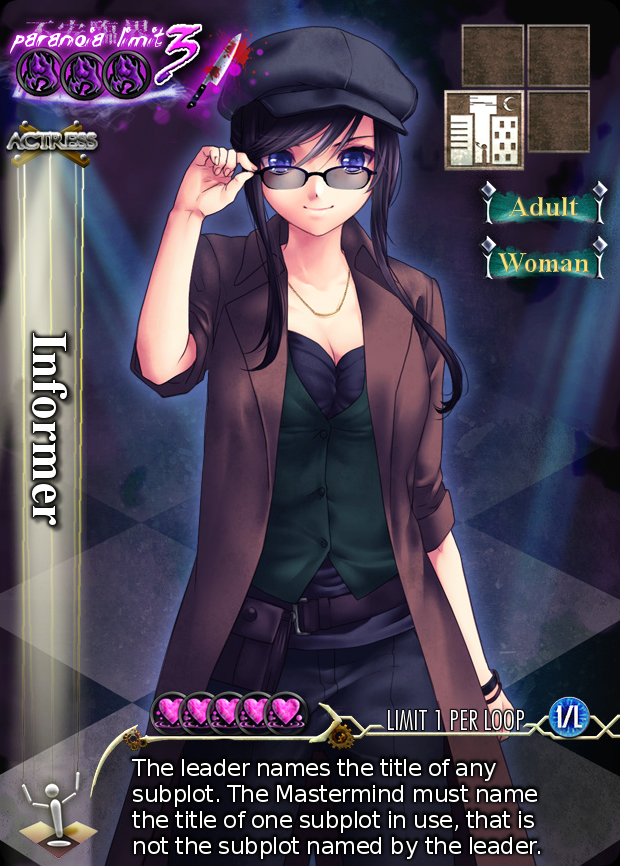 paranoia limit 3
ACTRESS
Adult
Woman
Informer
LIMIT 1 PER LOOP
1/L
The leader names the title of any
subplot. The Mastermind must name
the title of one subplot in use, that is
not the subplot named by the leader.